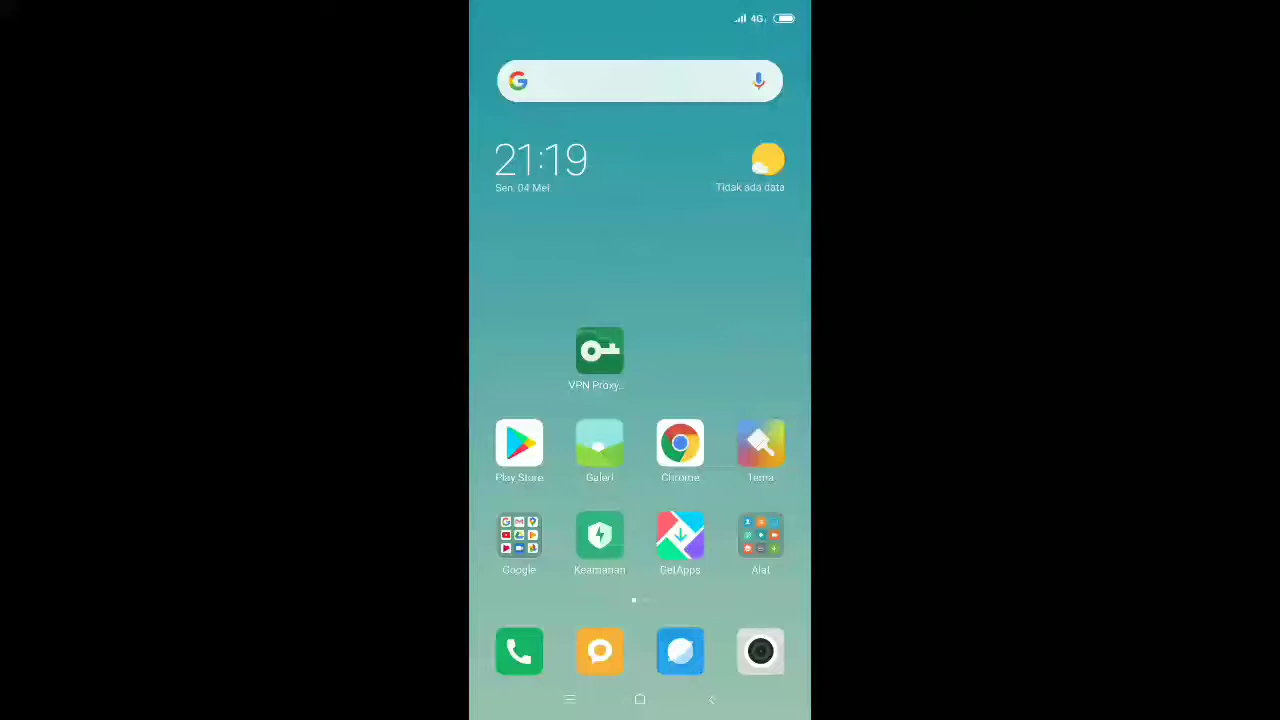 4G
21:19
Sen. 04 Mei
Tidak ada data
VPN Proxy..
Play Store
Galeri
Chrome
Tema
Google
Keamanan
GetApps
Alat